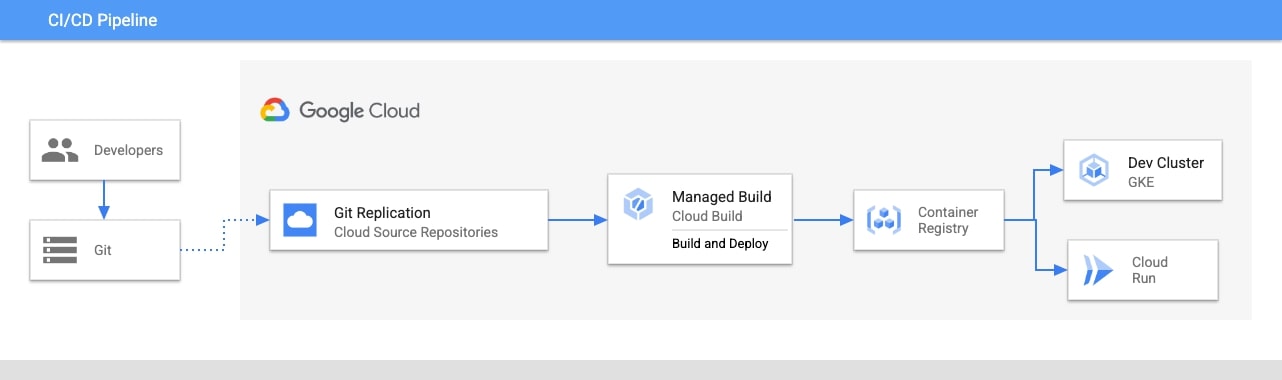 CI/CD Pipeline
Google Cloud
Developers
Git
Git Replication
Cloud Source Repositories
Managed Build
Cloud Build
Build and Deploy
Container
Registry
Dev Cluster
GKE
Cloud
Run